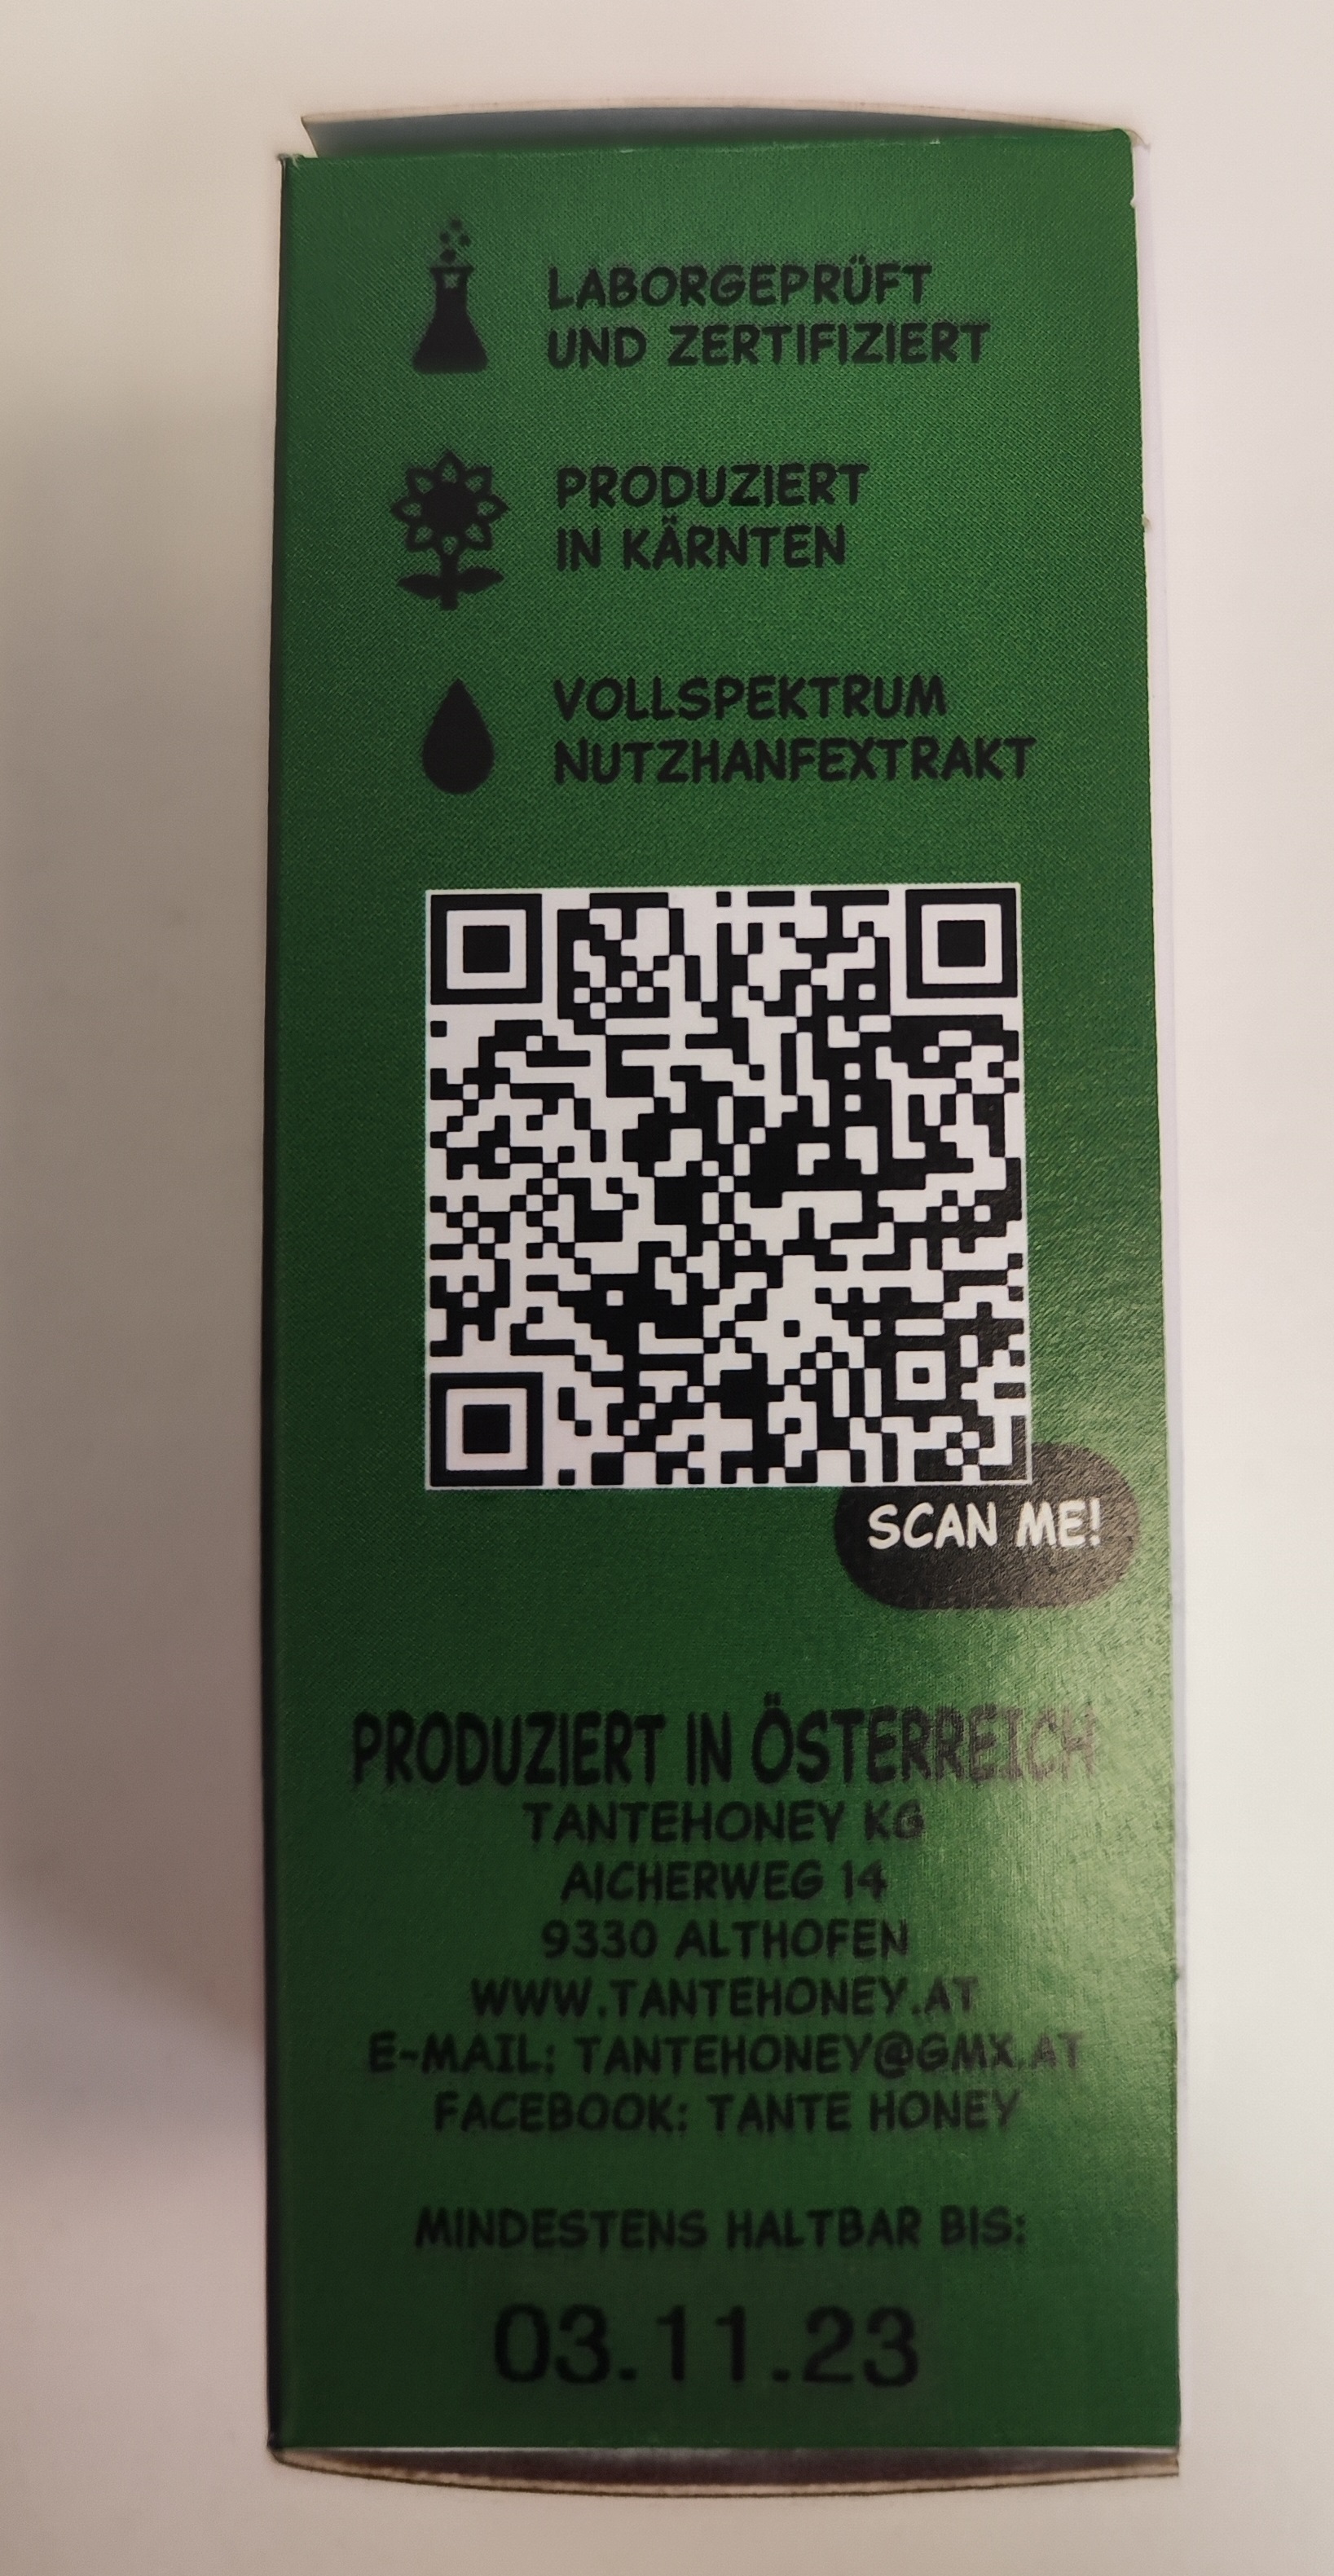 LABORGEPRÜFT
UND ZERTIFIZIERT
PRODUZIERT
IN KÄRNTEN
VOLLSPEKTRUM
NUTZHANFEXTRAKT
SCAN ME!
PRODUZIERT IN ÖSTERREICH
TANTEHONEY KG
AICHERWEG 14
9330 ALTHOFEN
WWW.TANTEHONEY.AT
E-MAIL: TANTEHONEY@GMX.AT
FACEBOOK: TANTE HONEY
MINDESTENS HALTBAR BIS:
03.11.23